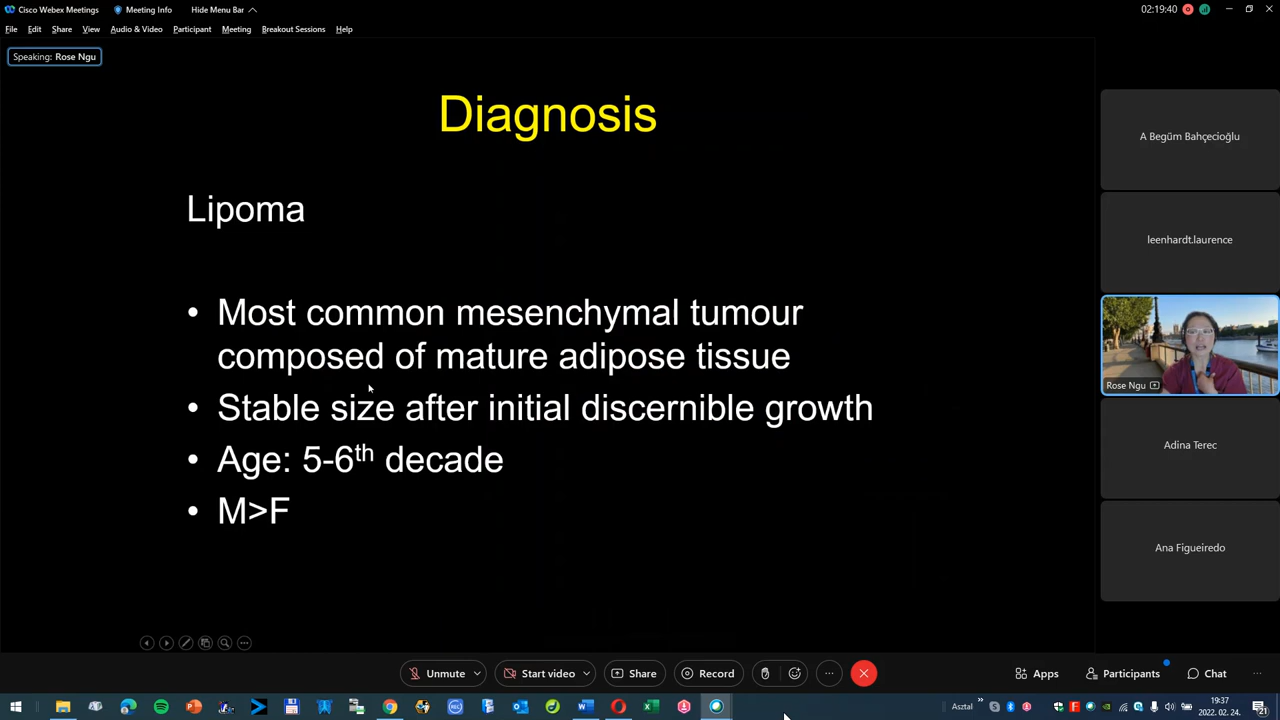 Cisco Webex Meetings
Meeting Info
Hide Menu Bar
02:19:40
File Edit Share View Audio & Video Participant Meeting Breakout Sessions Help
Speaking: Rose Ngu
Diagnosis
Lipoma
• Most common mesenchymal tumour
composed of mature adipose tissue
• Stable size after initial discernible growth
• Age: 5-6th decade
• M>F
A Begüm Bahçecioğlu
leenhardt.laurence
Rose Ngu
Adina Terec
Ana Figueiredo
Unmute
Start video
Share
Record
Apps
Participants
Chat
REC
Asztal
19:37
2022. 02. 24.